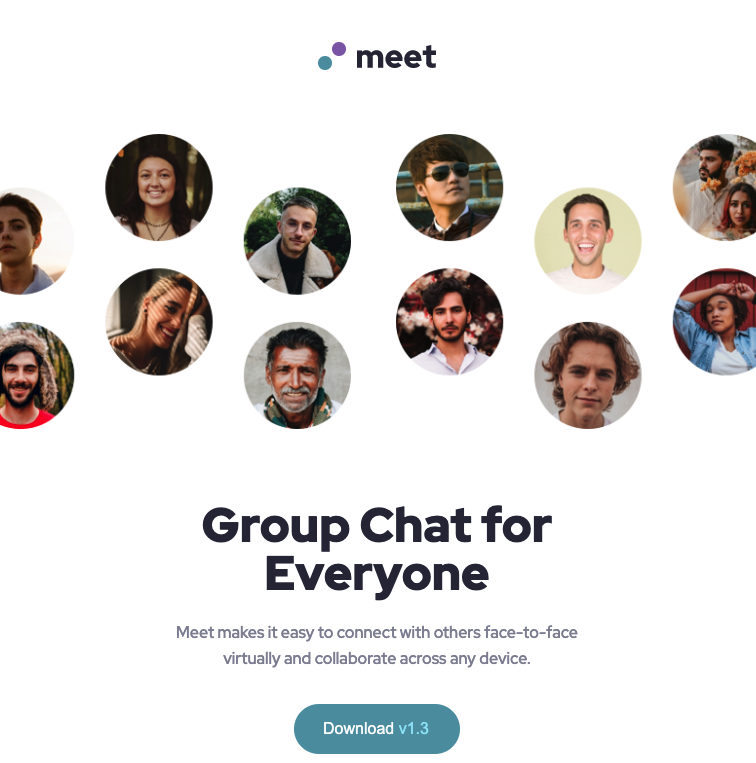 meet
Group Chat for
Everyone
Meet makes it easy to connect with others face-to-face
virtually and collaborate across any device.
Download v1.3